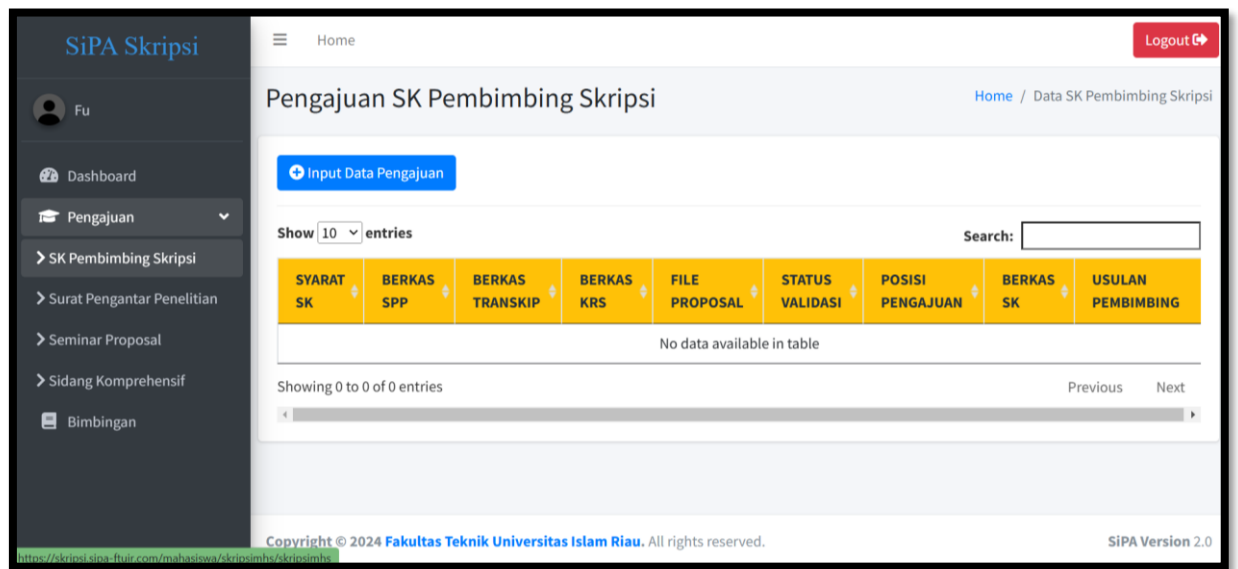 SiPA Skripsi
Home
Logout
Fu
Pengajuan SK Pembimbing Skripsi
Home / Data SK Pembimbing Skripsi
Dashboard
Pengajuan
SK Pembimbing Skripsi
Surat Pengantar Penelitian
Seminar Proposal
Sidang Komprehensif
Bimbingan
Input Data Pengajuan
Show 10 entries
Search:
SYARAT SK
BERKAS SPP
BERKAS TRANSKIP
BERKAS KRS
FILE PROPOSAL
STATUS VALIDASI
POSISI PENGAJUAN
BERKAS SK
USULAN PEMBIMBING
No data available in table
Showing 0 to 0 of 0 entries
Previous Next
Copyright © 2024 Fakultas Teknik Universitas Islam Riau. All rights reserved.
SiPA Version 2.0
https://skripsi.sipa-ftuir.com/mahasiswa/skripsimhs/skripsimhs